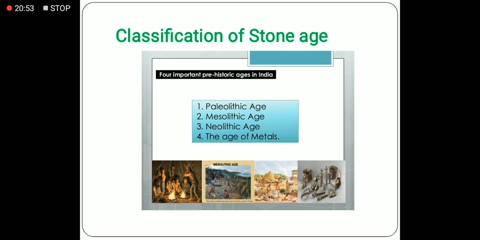 20:53 STOP
Classification of Stone age
Four important pre-historic ages in India
1. Paleolithic Age
2. Mesolithic Age
3. Neolithic Age
4. The age of Metals.
MESOLITHIC AGE